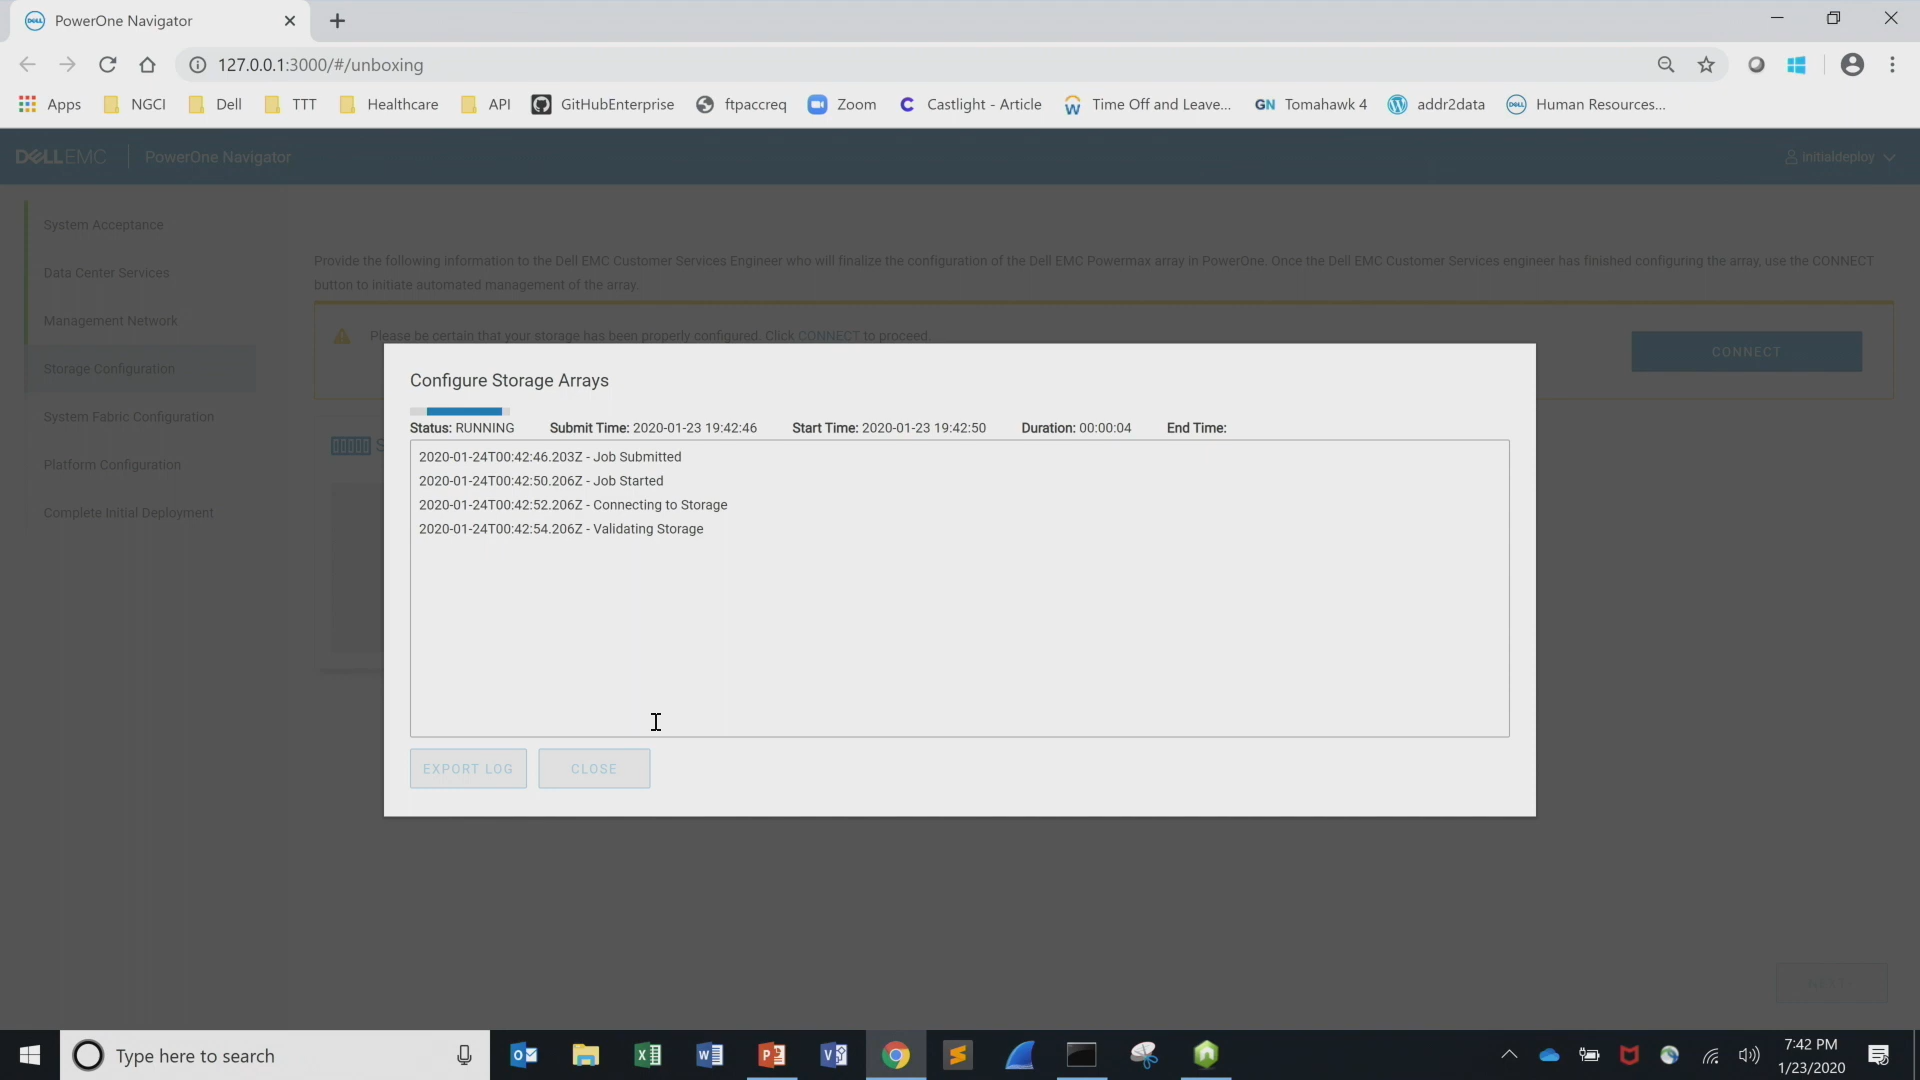 PowerOne Navigator
127.0.0.1:3000/#/unboxing
Apps NGCI Dell TTT Healthcare API GitHubEnterprise ftpaccreq Zoom Castlight - Article Time Off and Leave... GN Tomahawk 4 addr2data Human Resources...
DELLEMC PowerOne Navigator Initialdeploy
System Acceptance
Data Center Services
Management Network
Storage Configuration
System Fabric Configuration
Platform Configuration
Complete Initial Deployment
Provide the following information to the Dell EMC Customer Services Engineer who will finalize the configuration of the Dell EMC Powermax array in PowerOne. Once the Dell EMC Customer Services engineer has finished configuring the array, use the CONNECT
button to initiate automated management of the array.
Please be certain that your storage has been properly configured. Click CONNECT to proceed.
CONNECT
S
Configure Storage Arrays
Status: RUNNING Submit Time: 2020-01-23 19:42:46 Start Time: 2020-01-23 19:42:50 Duration: 00:00:04 End Time:
2020-01-24T00:42:46.203Z - Job Submitted
2020-01-24T00:42:50.206Z - Job Started
2020-01-24T00:42:52.206Z - Connecting to Storage
2020-01-24T00:42:54.206Z - Validating Storage
EXPORT LOG CLOSE
NEXT
Type here to search
7:42 PM
1/23/2020